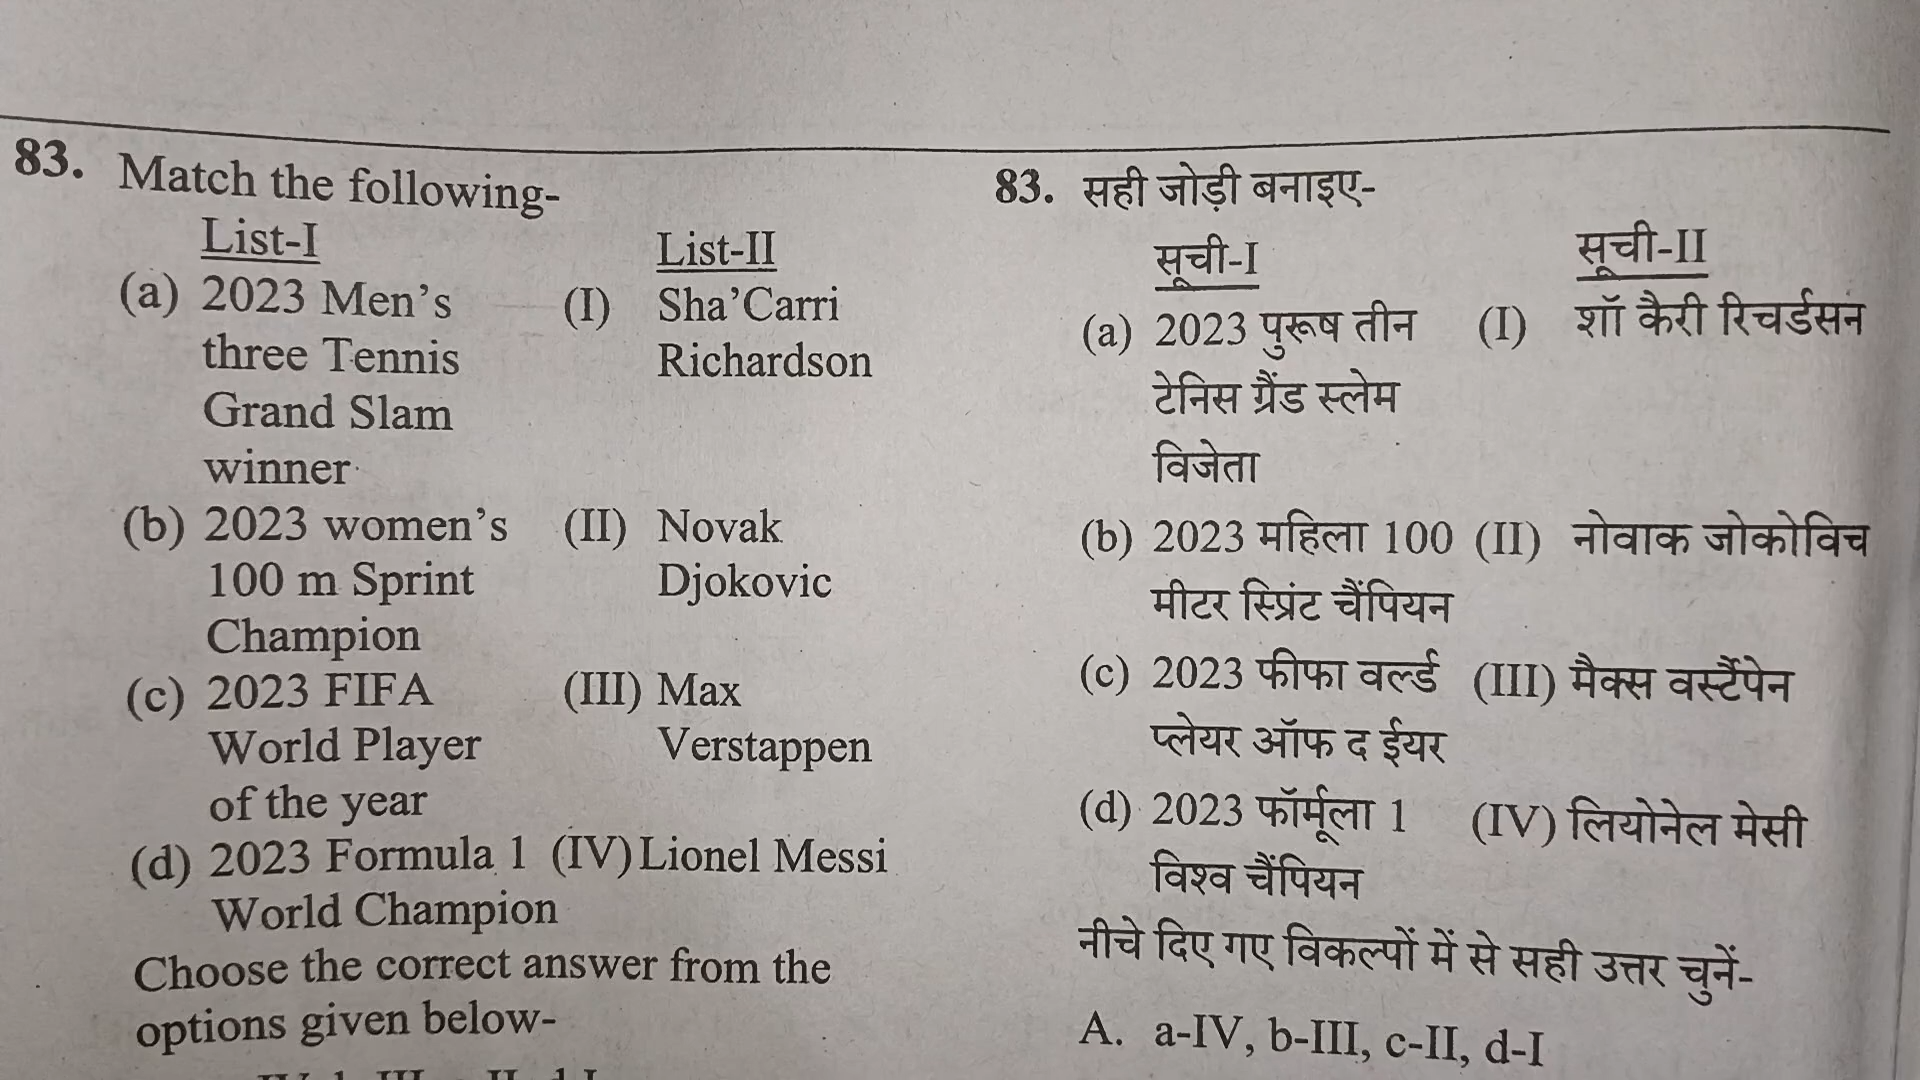 83. Match the following-
List-I List-II
(a) 2023 Men's (I) Sha'Carri
three Tennis Richardson
Grand Slam
winner
(b) 2023 women's (II) Novak
100 m Sprint Djokovic
Champion
(c) 2023 FIFA (III) Max
World Player Verstappen
of the year
(d) 2023 Formula 1 (IV) Lionel Messi
World Champion
Choose the correct answer from the
options given below-
83. सही जोड़ी बनाइए-
सूची-I सूची-II
(a) 2023 पुरूष तीन (I) शॉ कैरी रिचर्डसन
टेनिस ग्रैंड स्लेम
विजेता
(b) 2023 महिला 100 (II) नोवाक जोकोविच
मीटर स्प्रिंट चैंपियन
(c) 2023 फीफा वर्ल्ड (III) मैक्स वर्स्टैपेन
प्लेयर ऑफ द ईयर
(d) 2023 फॉर्मूला 1 (IV) लियोनेल मेसी
विश्व चैंपियन
नीचे दिए गए विकल्पों में से सही उत्तर चुनें-
A. a-IV, b-III, c-II, d-I